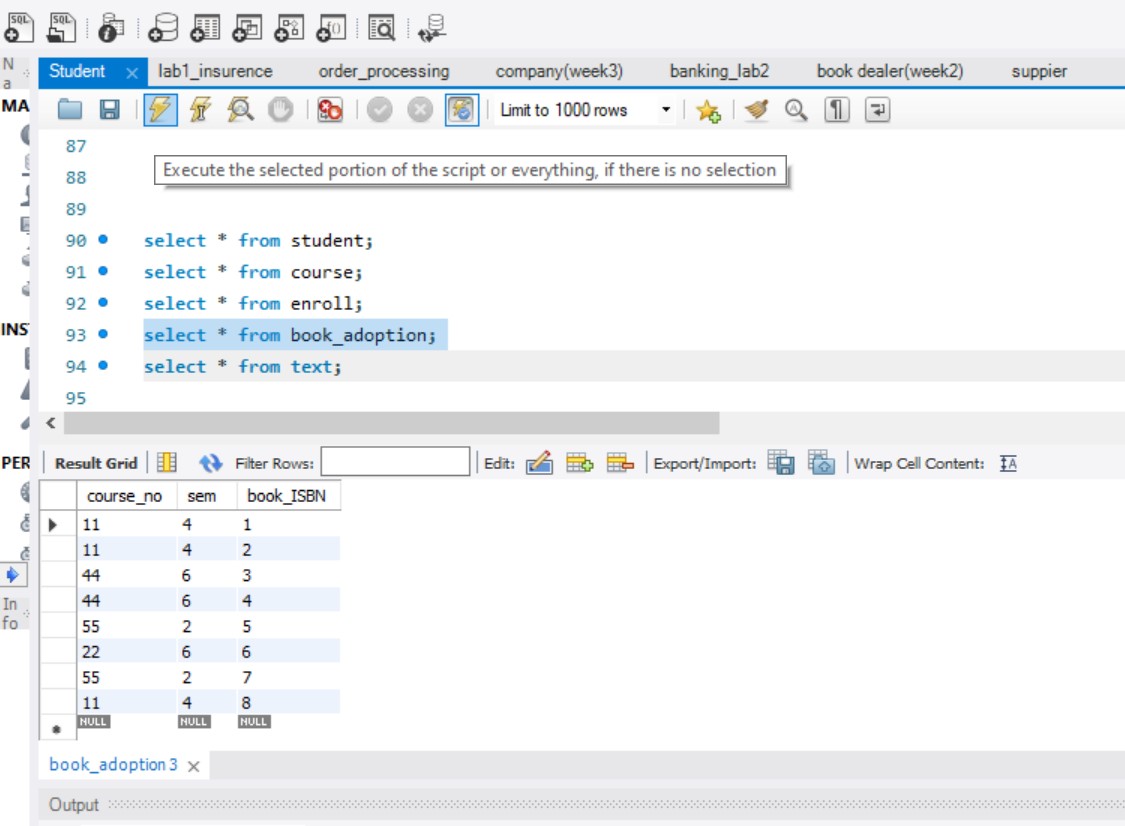 SQL SQL i f()
N
a
Student × lab1_insurence order_processing company(week3) banking_lab2 book dealer(week2) suppier
MA
Limit to 1000 rows
87
Execute the selected portion of the script or everything, if there is no selection
88
89
90 select * from student;
91 select * from course;
92 select * from enroll;
INS
93 select * from book_adoption;
94 select * from text;
95
PER
Result Grid Filter Rows: Edit: Export/Import: Wrap Cell Content: IA
course_no sem book_ISBN
11 4 1
11 4 2
44 6 3
44 6 4
In
fo
55 2 5
22 6 6
55 2 7
11 4 8
NULL NULL NULL
book_adoption 3 ×
Output